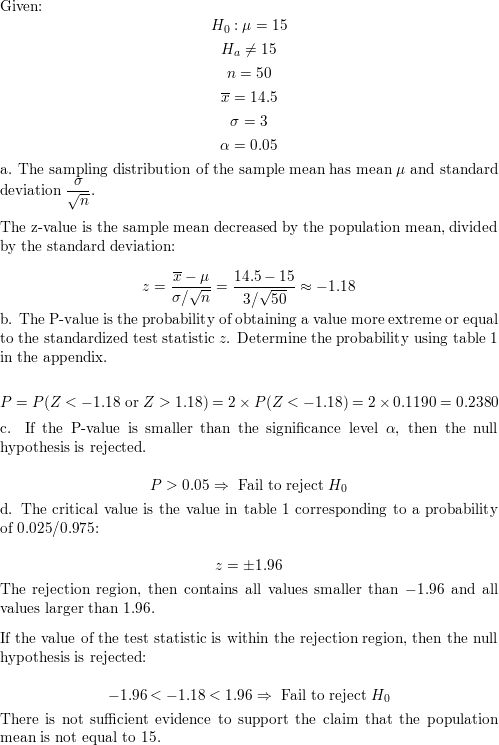 Given:
H₀ : μ = 15
Hₐ ≠ 15
n = 50
x̅ = 14.5
σ = 3
α = 0.05
a. The sampling distribution of the sample mean has mean μ and standard
deviation σ/√n.
The z-value is the sample mean decreased by the population mean, divided
by the standard deviation:
z = (x̅ − μ)/(σ/√n) = (14.5 − 15)/(3/√50) ≈ −1.18
b. The P-value is the probability of obtaining a value more extreme or equal
to the standardized test statistic z. Determine the probability using table 1
in the appendix.
P = P(Z < −1.18 or Z > 1.18) = 2 × P(Z < −1.18) = 2 × 0.1190 = 0.2380
c. If the P-value is smaller than the significance level α, then the null
hypothesis is rejected.
P > 0.05 ⇒ Fail to reject H₀
d. The critical value is the value in table 1 corresponding to a probability
of 0.025/0.975:
z = ±1.96
The rejection region, then contains all values smaller than −1.96 and all
values larger than 1.96.
If the value of the test statistic is within the rejection region, then the null
hypothesis is rejected:
−1.96 < −1.18 < 1.96 ⇒ Fail to reject H₀
There is not sufficient evidence to support the claim that the population
mean is not equal to 15.